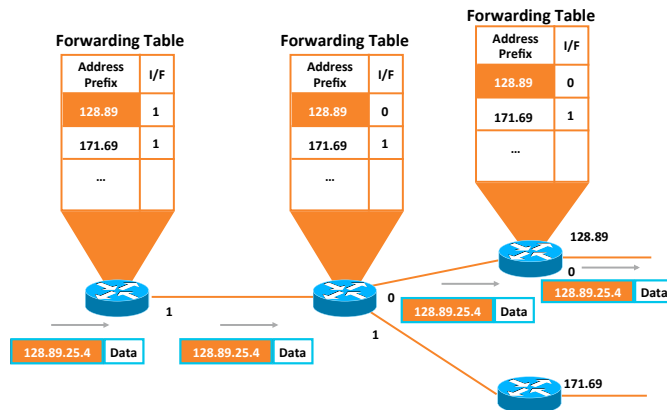 Forwarding Table
Address Prefix I/F
128.89 1
171.69 1
...
Forwarding Table
Address Prefix I/F
128.89 0
171.69 1
...
Forwarding Table
Address Prefix I/F
128.89 0
171.69 1
...
1
0
1
128.89
0
171.69
128.89.25.4 Data
128.89.25.4 Data
128.89.25.4 Data
128.89.25.4 Data